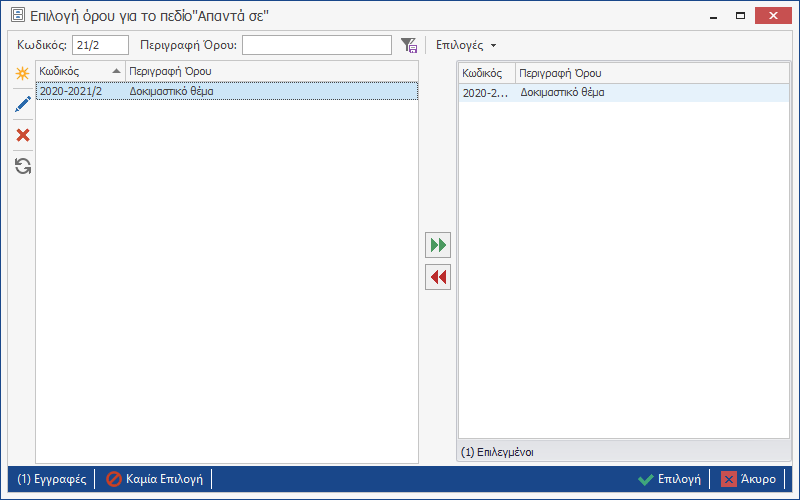 Επιλογή όρου για το πεδίο"Απαντά σε"
Κωδικός: 21/2 Περιγραφή Όρου: Επιλογές
Κωδικός Περιγραφή Όρου
2020-2021/2 Δοκιμαστικό θέμα
Κωδικός Περιγραφή Όρου
2020-2... Δοκιμαστικό θέμα
(1) Επιλεγμένοι
(1) Εγγραφές Καμία Επιλογή Επιλογή Άκυρο